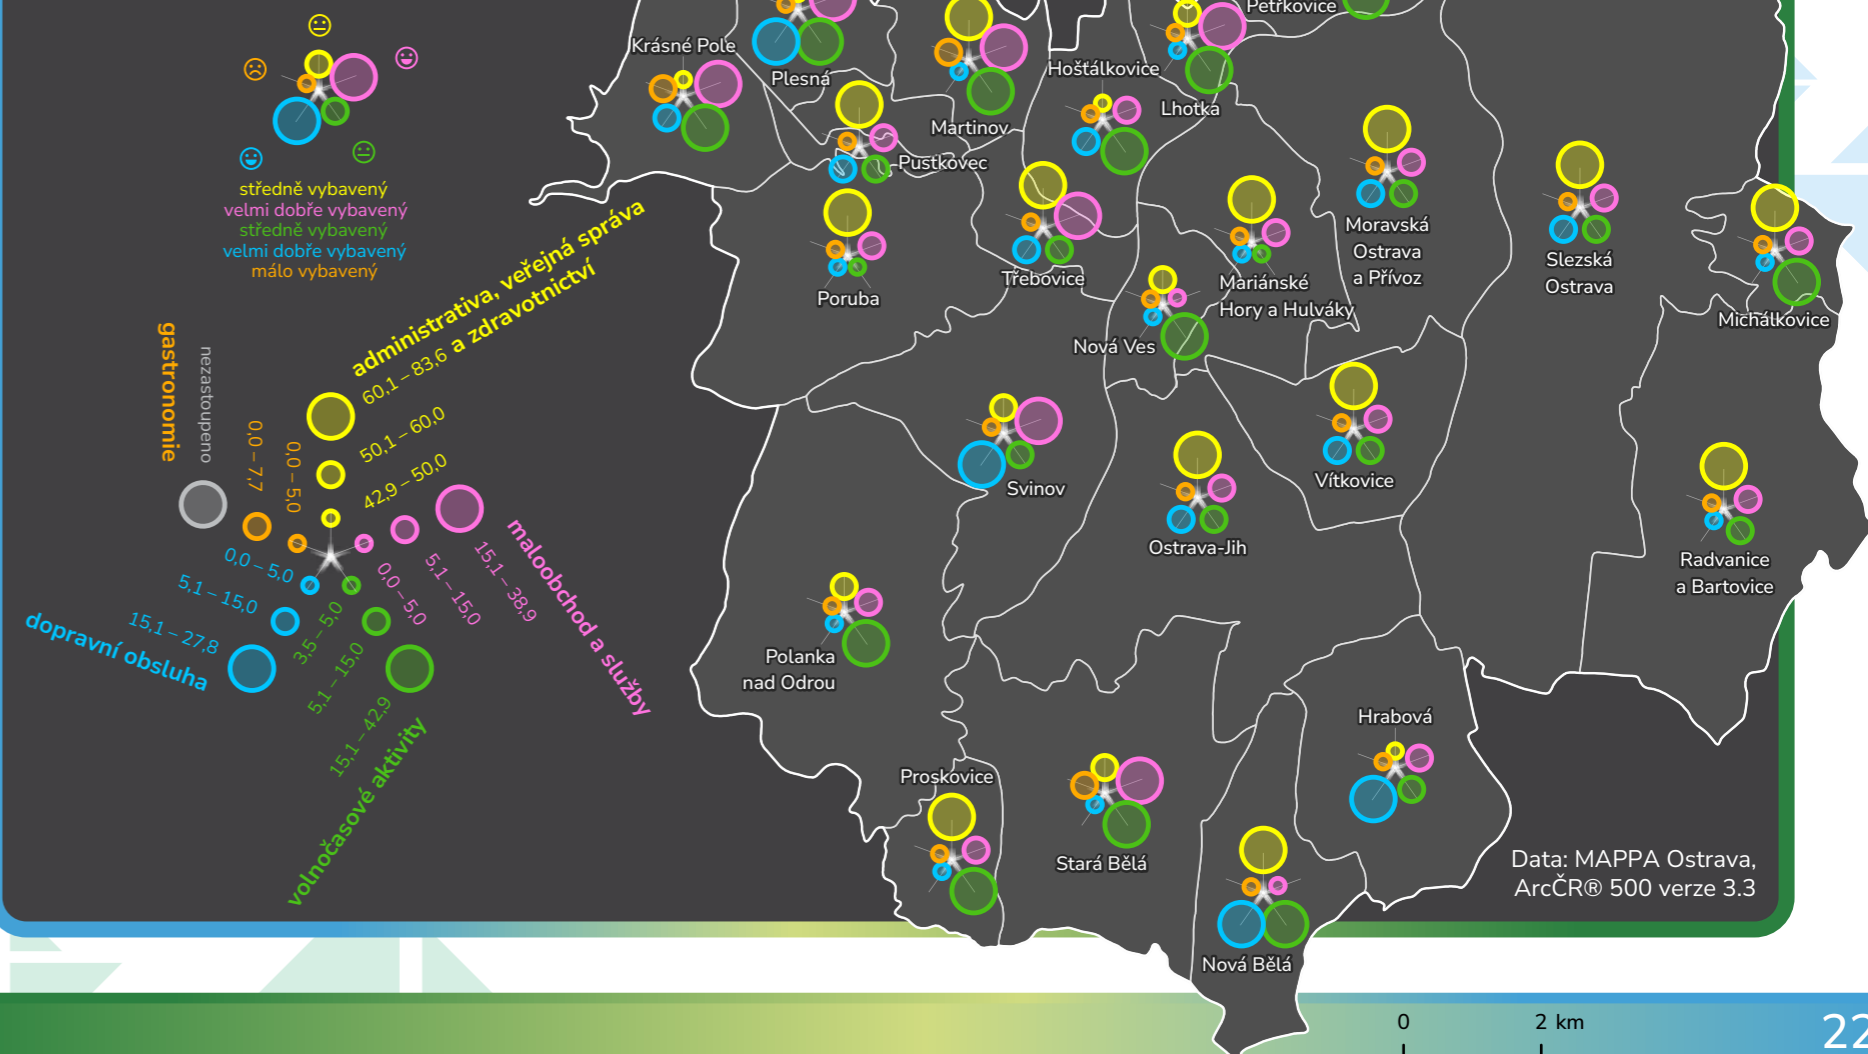 Petřkovice
Krásné Pole
Plesná
Hošťálkovice
Lhotka
Martinov
Pustkovec
středně vybavený
velmi dobře vybavený
středně vybavený
velmi dobře vybavený
málo vybavený
Moravská
Ostrava
a Přívoz
Slezská
Ostrava
Třebovice
Mariánské
Hory a Hulváky
Poruba
Michálkovice
Nová Ves
administrativa, veřejná správa
a zdravotnictví
60,1 – 83,6
50,1 – 60,0
42,9 – 50,0
gastronomie
nezastoupeno
0,0 – 7,7
0,0 – 5,0
maloobchod a služby
0,0 – 5,0
5,1 – 15,0
15,1 – 38,9
dopravní obsluha
0,0 – 5,0
5,1 – 15,0
15,1 – 27,8
volnočasové aktivity
3,5 – 5,0
5,1 – 15,0
15,1 – 42,9
Svinov
Vítkovice
Ostrava-Jih
Radvanice
a Bartovice
Polanka
nad Odrou
Hrabová
Proskovice
Stará Bělá
Nová Bělá
Data: MAPPA Ostrava,
ArcČR® 500 verze 3.3
0 2 km
22